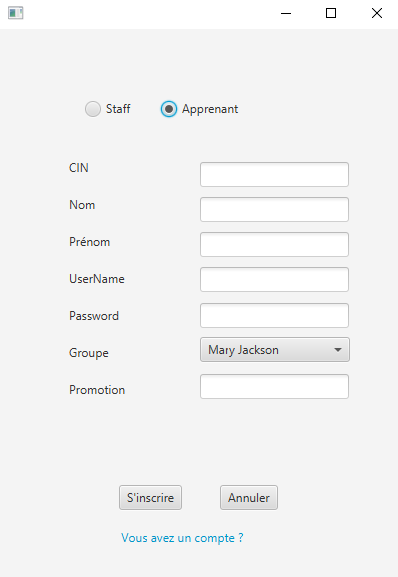 Staff Apprenant
CIN
Nom
Prénom
UserName
Password
Groupe Mary Jackson
Promotion
S'inscrire Annuler
Vous avez un compte ?